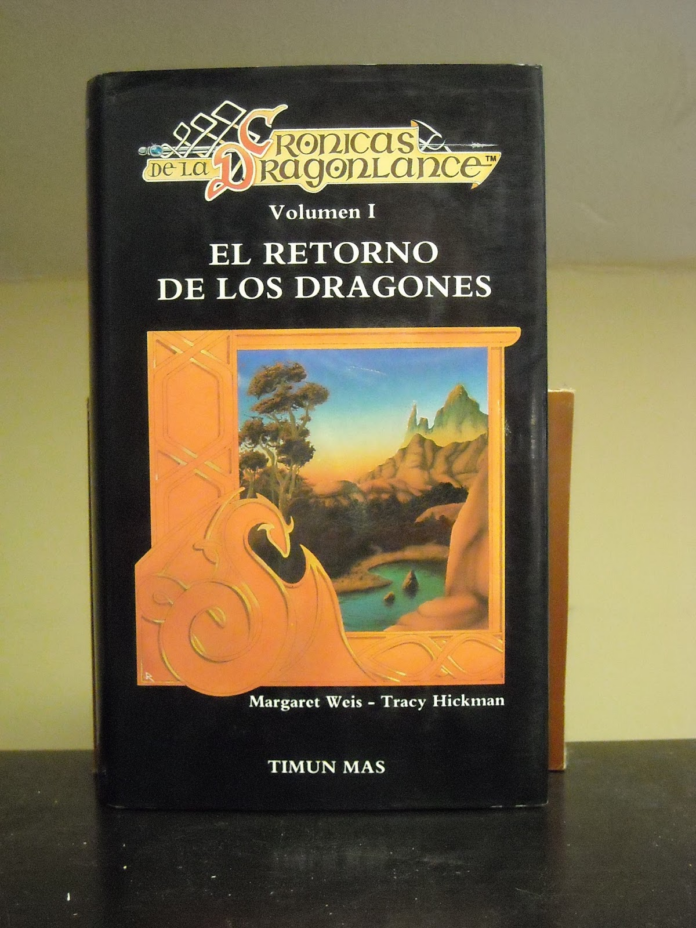 CRONICAS
DE LA DRAGONLANCE™
Volumen I
EL RETORNO
DE LOS DRAGONES
Margaret Weis - Tracy Hickman
TIMUN MAS